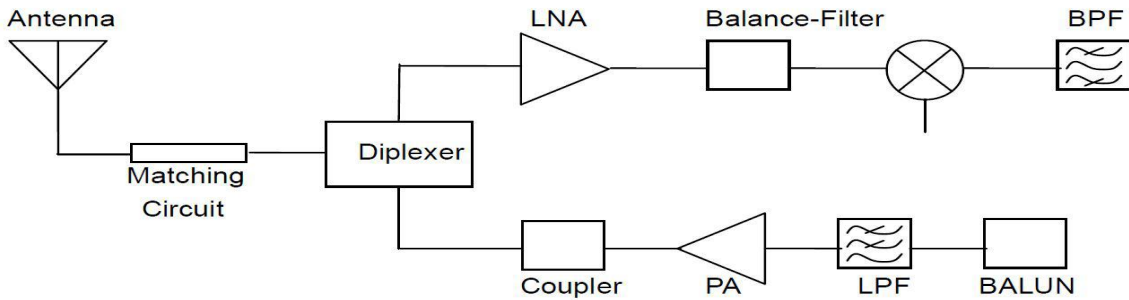 Antenna
LNA
Balance-Filter
BPF
Diplexer
Matching
Circuit
Coupler
PA
LPF
BALUN